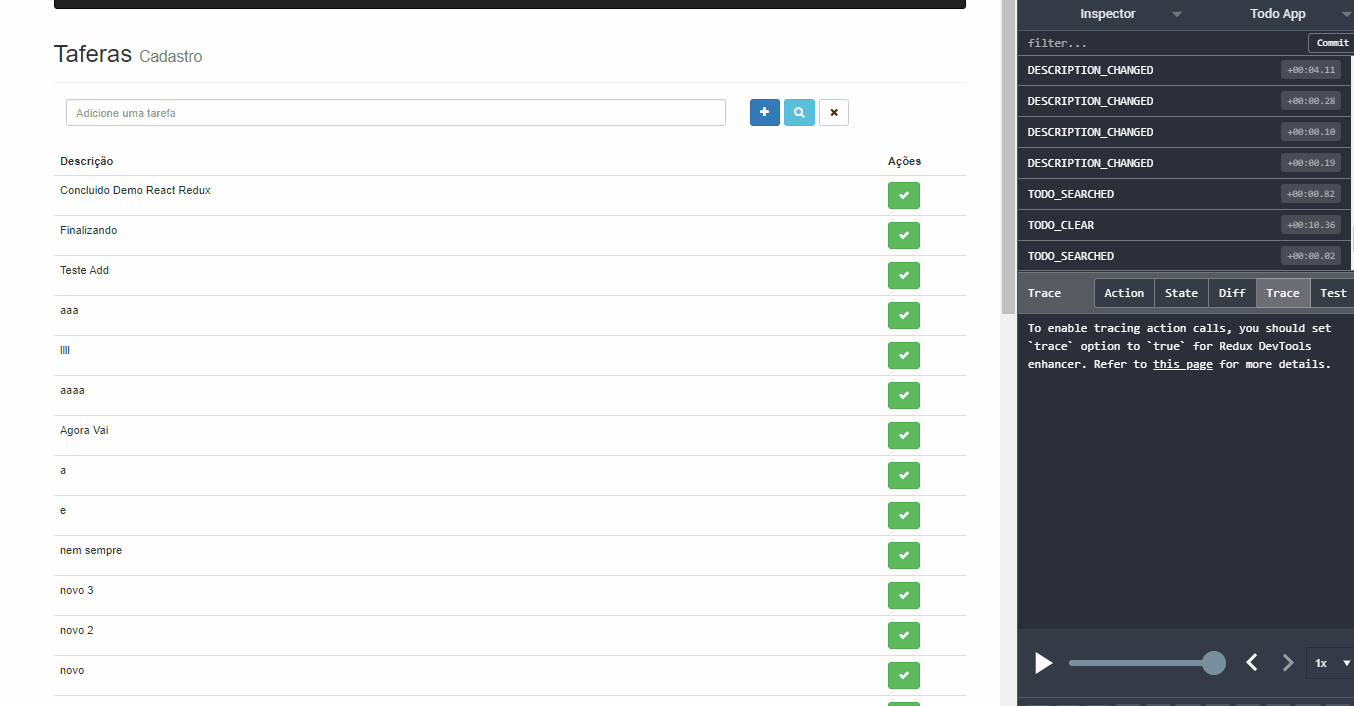 Taferas Cadastro
Adicione uma tarefa
Descrição Ações
Concluido Demo React Redux
Finalizando
Teste Add
aaa
llll
aaaa
Agora Vai
a
e
nem sempre
novo 3
novo 2
novo
Inspector Todo App
filter... Commit
DESCRIPTION_CHANGED +00:04.11
DESCRIPTION_CHANGED +00:00.28
DESCRIPTION_CHANGED +00:00.10
DESCRIPTION_CHANGED +00:00.19
TODO_SEARCHED +00:00.82
TODO_CLEAR +00:10.36
TODO_SEARCHED +00:00.02
Trace Action State Diff Trace Test
To enable tracing action calls, you should set
`trace` option to `true` for Redux DevTools
enhancer. Refer to this page for more details.
1x